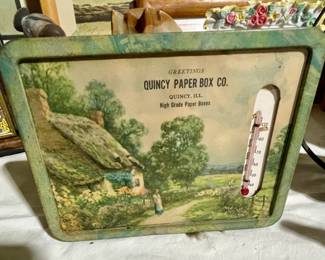 GREETINGS
QUINCY PAPER BOX CO.
QUINCY, ILL.
High Grade Paper Boxes